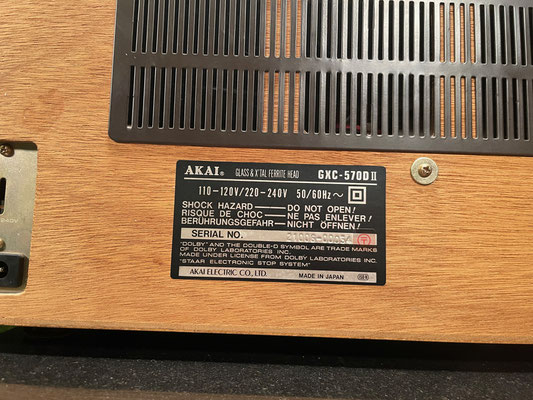 AKAI® GLASS & X'TAL FERRITE HEAD GXC-570D II
110-120V/220-240V 50/60Hz ~
SHOCK HAZARD — DO NOT OPEN!
RISQUE DE CHOC — NE PAS ENLEVER!
BERÜHRUNGSGEFAHR — NICHT ÖFFNEN!
SERIAL NO.
"DOLBY" AND THE DOUBLE-D SYMBOL ARE TRADE MARKS
OF DOLBY LABORATORIES INC.
MADE UNDER LICENSE FROM DOLBY LABORATORIES INC.
"STAAR ELECTRONIC STOP SYSTEM"
AKAI ELECTRIC CO., LTD. MADE IN JAPAN